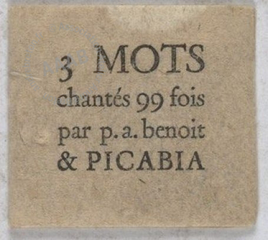 3 MOTS
chantés 99 fois
par p. a. benoit
& PICABIA